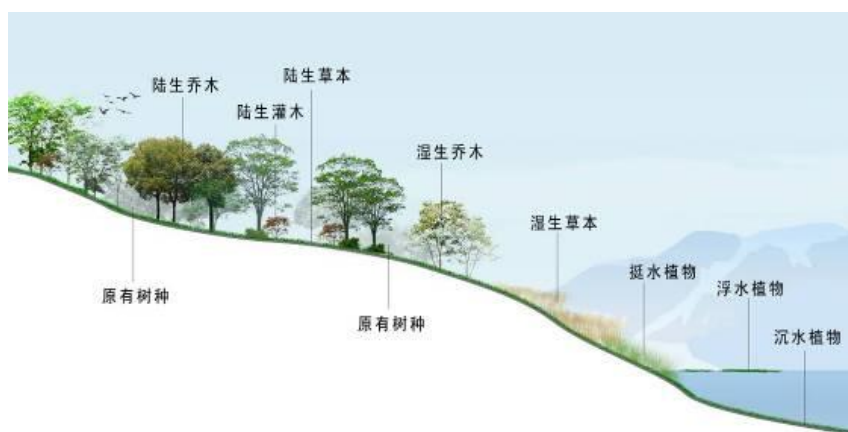 陆生乔木
陆生草本
陆生灌木
湿生乔木
湿生草本
挺水植物
浮水植物
原有树种
原有树种
沉水植物